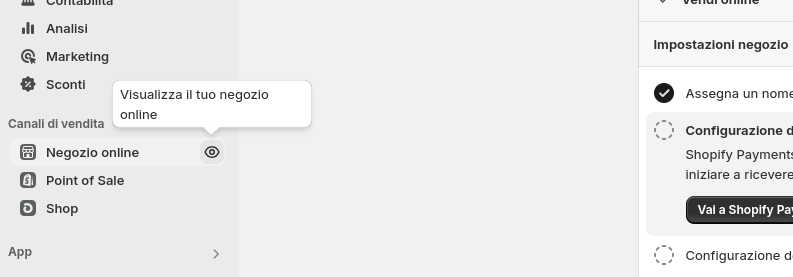 Contabilità
Vendi online
Analisi
Impostazioni negozio
Marketing
Sconti
Visualizza il tuo negozio
online
Assegna un nome
Canali di vendita
Configurazione d
Negozio online
Shopify Payments
iniziare a ricevere
Point of Sale
Shop
Vai a Shopify Pay
App
Configurazione de